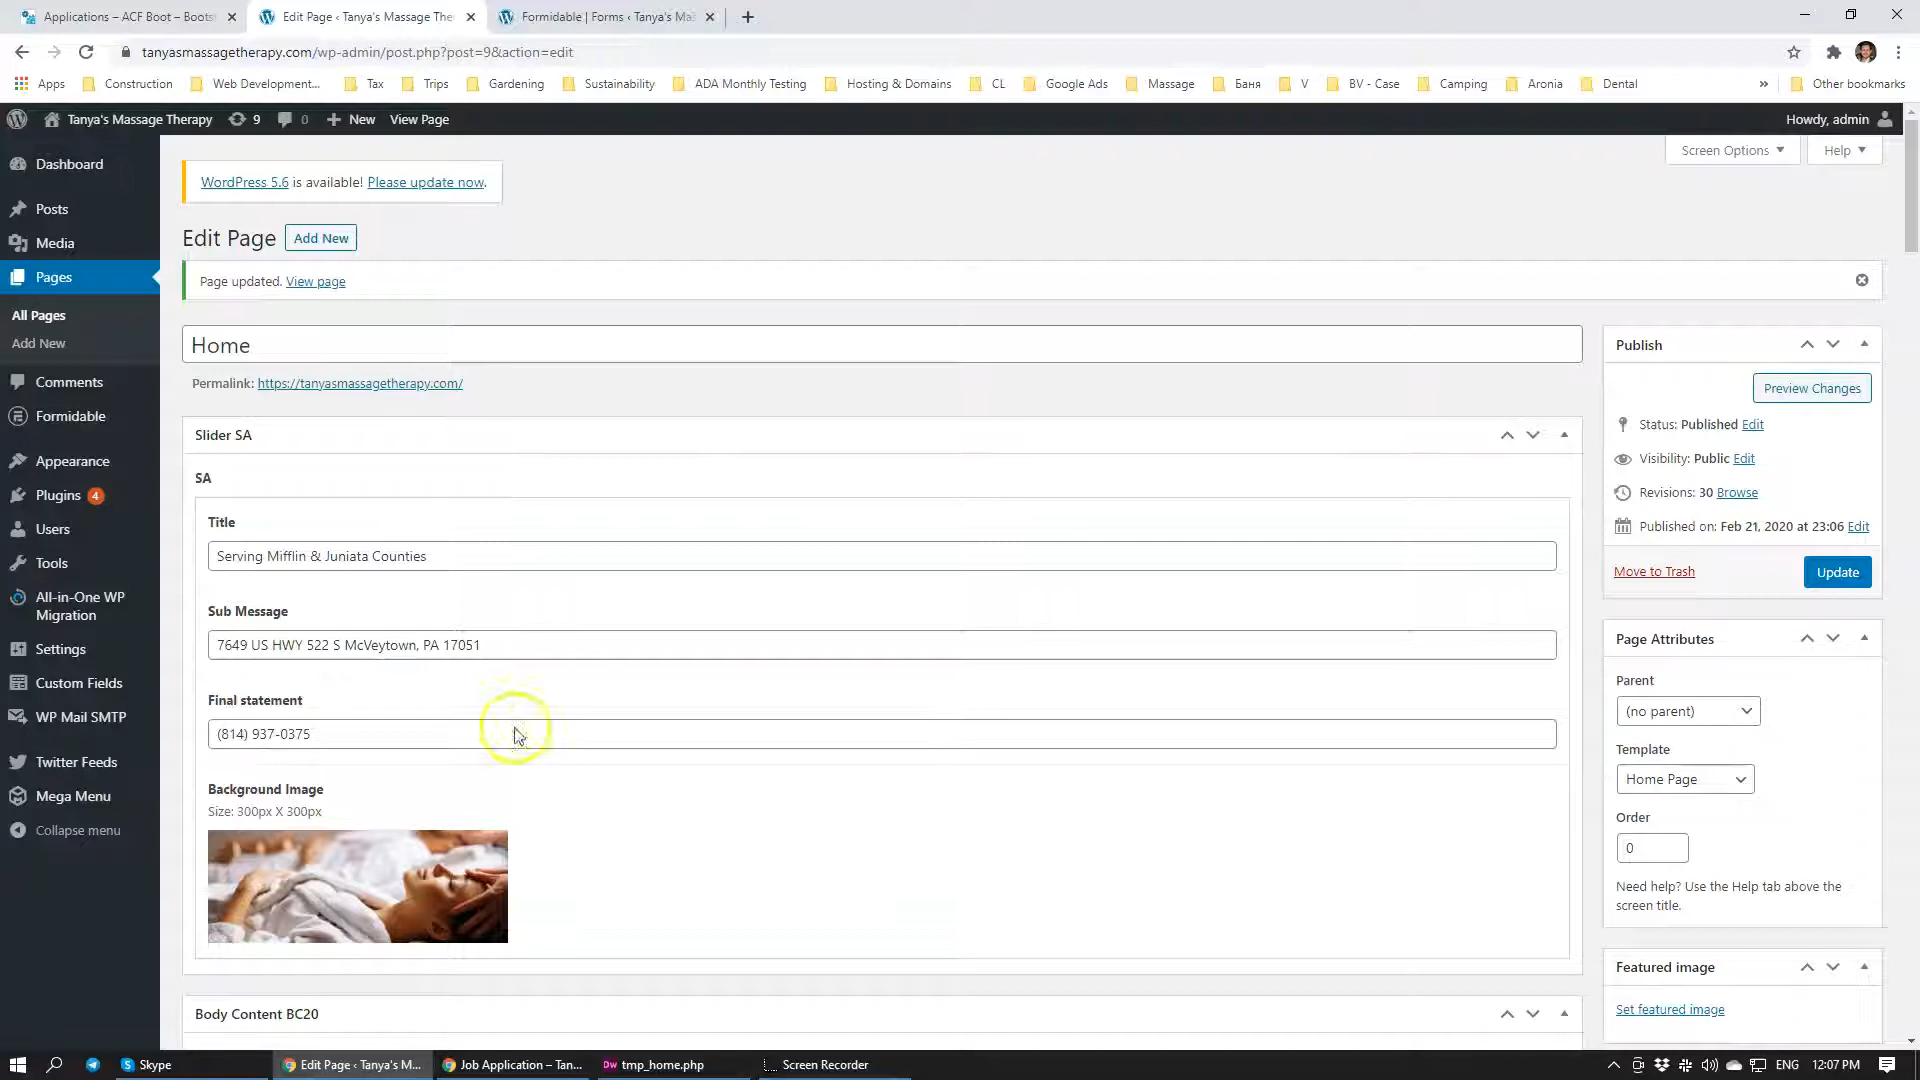 Applications – ACF Boot – Boots
Edit Page ‹ Tanya's Massage The
Formidable | Forms ‹ Tanya's Ma
tanyasmassagetherapy.com/wp-admin/post.php?post=9&action=edit
Apps
Construction
Web Development...
Tax
Trips
Gardening
Sustainability
ADA Monthly Testing
Hosting & Domains
CL
Google Ads
Massage
Баня
V
BV - Case
Camping
Aronia
Dental
»
Other bookmarks
Tanya's Massage Therapy
9
0
New
View Page
Howdy, admin
Screen Options
Help
Dashboard
Posts
Media
Pages
All Pages
Add New
Comments
Formidable
Appearance
Plugins 4
Users
Tools
All-in-One WP
Migration
Settings
Custom Fields
WP Mail SMTP
Twitter Feeds
Mega Menu
Collapse menu
WordPress 5.6 is available! Please update now.
Edit Page
Add New
Page updated. View page
Home
Permalink: https://tanyasmassagetherapy.com/
Slider SA
SA
Title
Serving Mifflin & Juniata Counties
Sub Message
7649 US HWY 522 S McVeytown, PA 17051
Final statement
(814) 937-0375
Background Image
Size: 300px X 300px
Body Content BC20
Publish
Preview Changes
Status: Published Edit
Visibility: Public Edit
Revisions: 30 Browse
Published on: Feb 21, 2020 at 23:06 Edit
Move to Trash
Update
Page Attributes
Parent
(no parent)
Template
Home Page
Order
0
Need help? Use the Help tab above the
screen title.
Featured image
Set featured image
Skype
Edit Page ‹ Tanya's M...
Job Application – Tan...
Dw tmp_home.php
Screen Recorder
ENG
12:07 PM